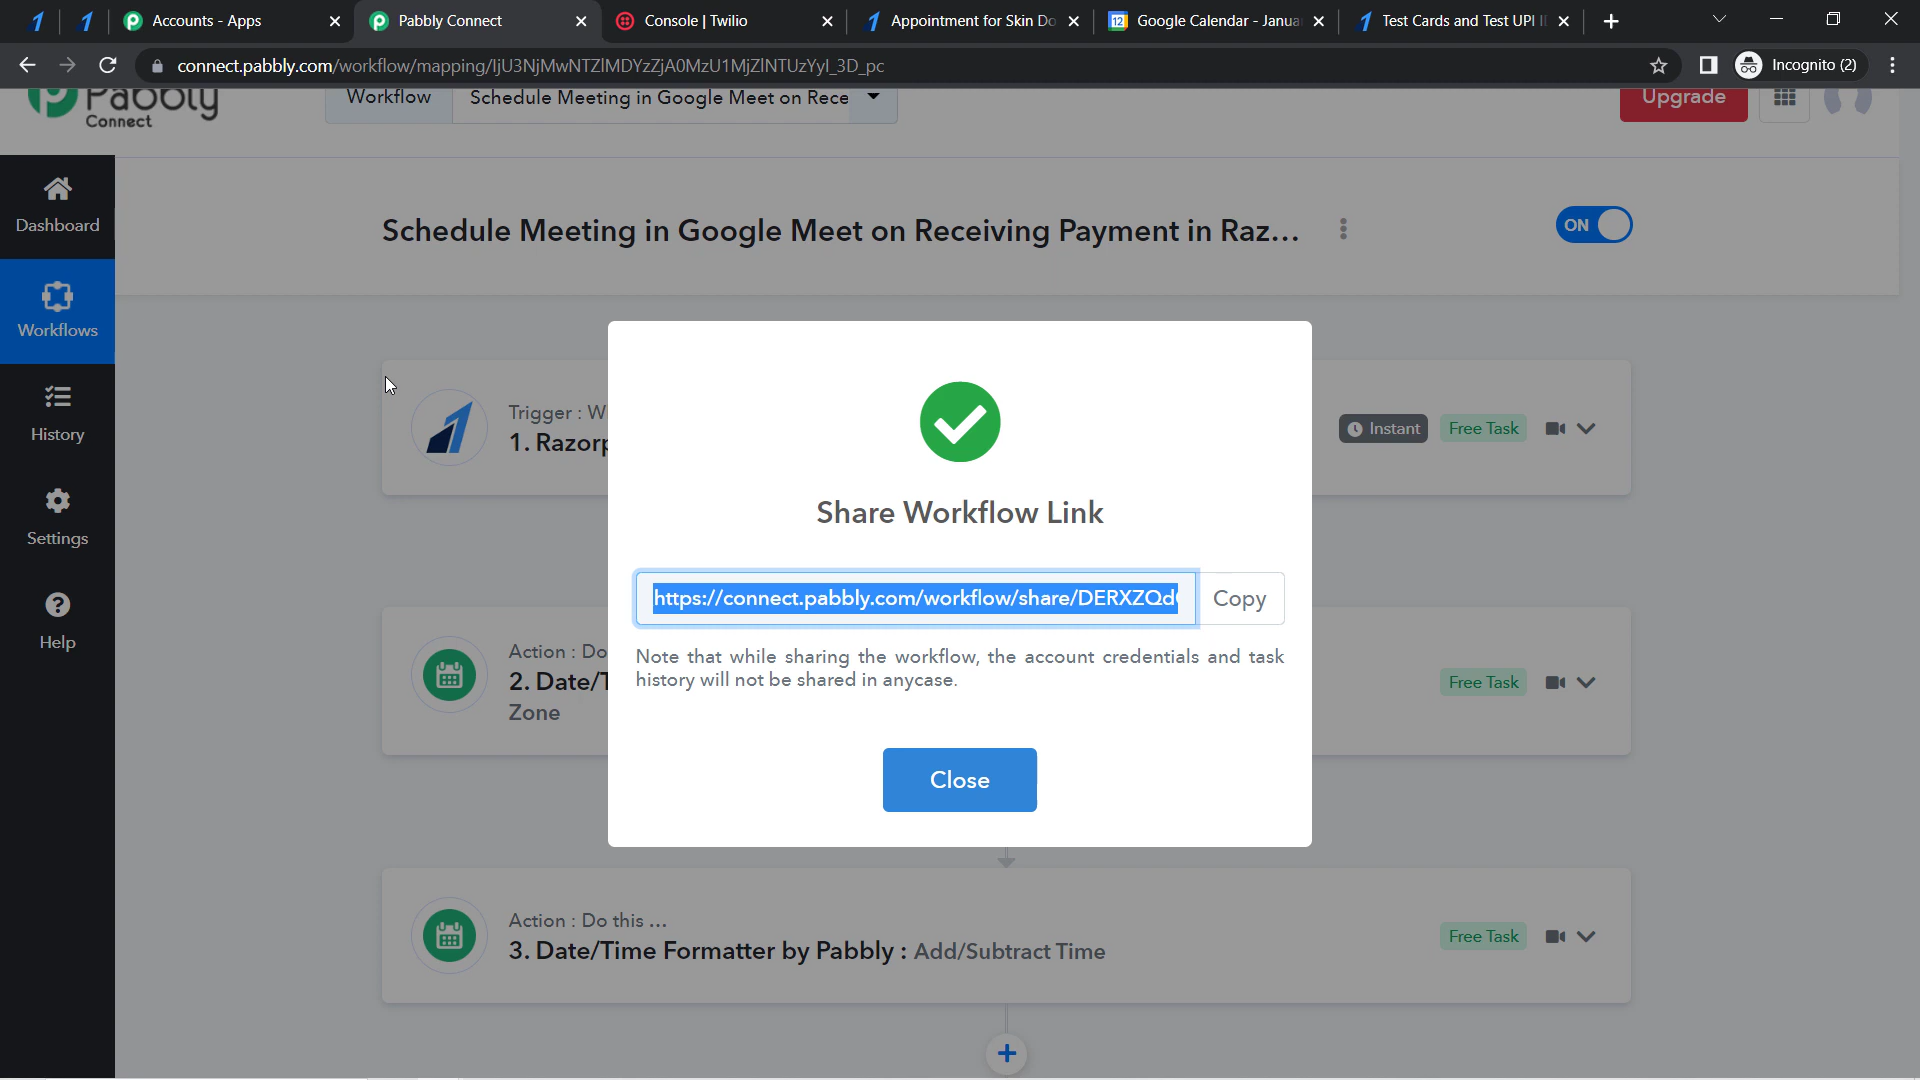 Accounts - Apps
Pabbly Connect
Console | Twilio
Appointment for Skin Do
Google Calendar - Janua
Test Cards and Test UPI I
connect.pabbly.com/workflow/mapping/IjU3NjMwNTZlMDYzZjA0MzU1MjZlNTUzYyI_3D_pc
Incognito (2)
Pabbly
Connect
Workflow
Schedule Meeting in Google Meet on Rece
Upgrade
Schedule Meeting in Google Meet on Receiving Payment in Raz...
ON
Dashboard
Workflows
History
Settings
Help
Trigger : W
1. Razorp
Instant
Free Task
Share Workflow Link
https://connect.pabbly.com/workflow/share/DERXZQd
Copy
Note that while sharing the workflow, the account credentials and task
history will not be shared in anycase.
Close
Action : Do
2. Date/T
Zone
Free Task
Action : Do this ...
3. Date/Time Formatter by Pabbly : Add/Subtract Time
Free Task